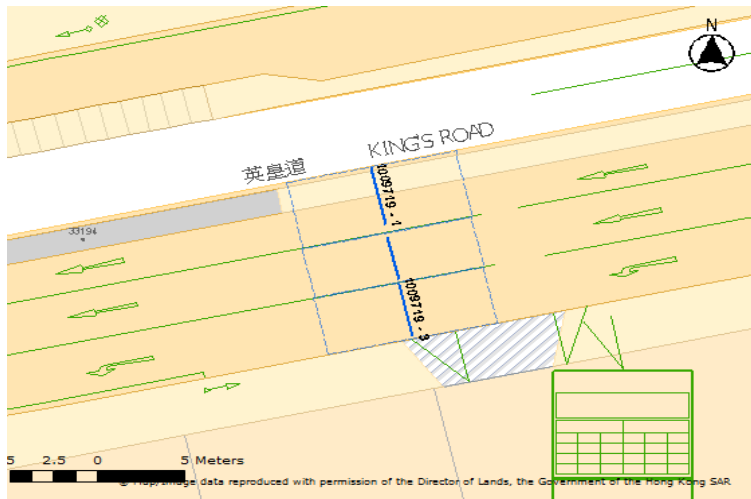 N
KING'S ROAD
英皇道
1009719 - 1
33194
1009719 - 3
5 2.5 0 5 Meters
© Map/Image data reproduced with permission of the Director of Lands, the Government of the Hong Kong SAR